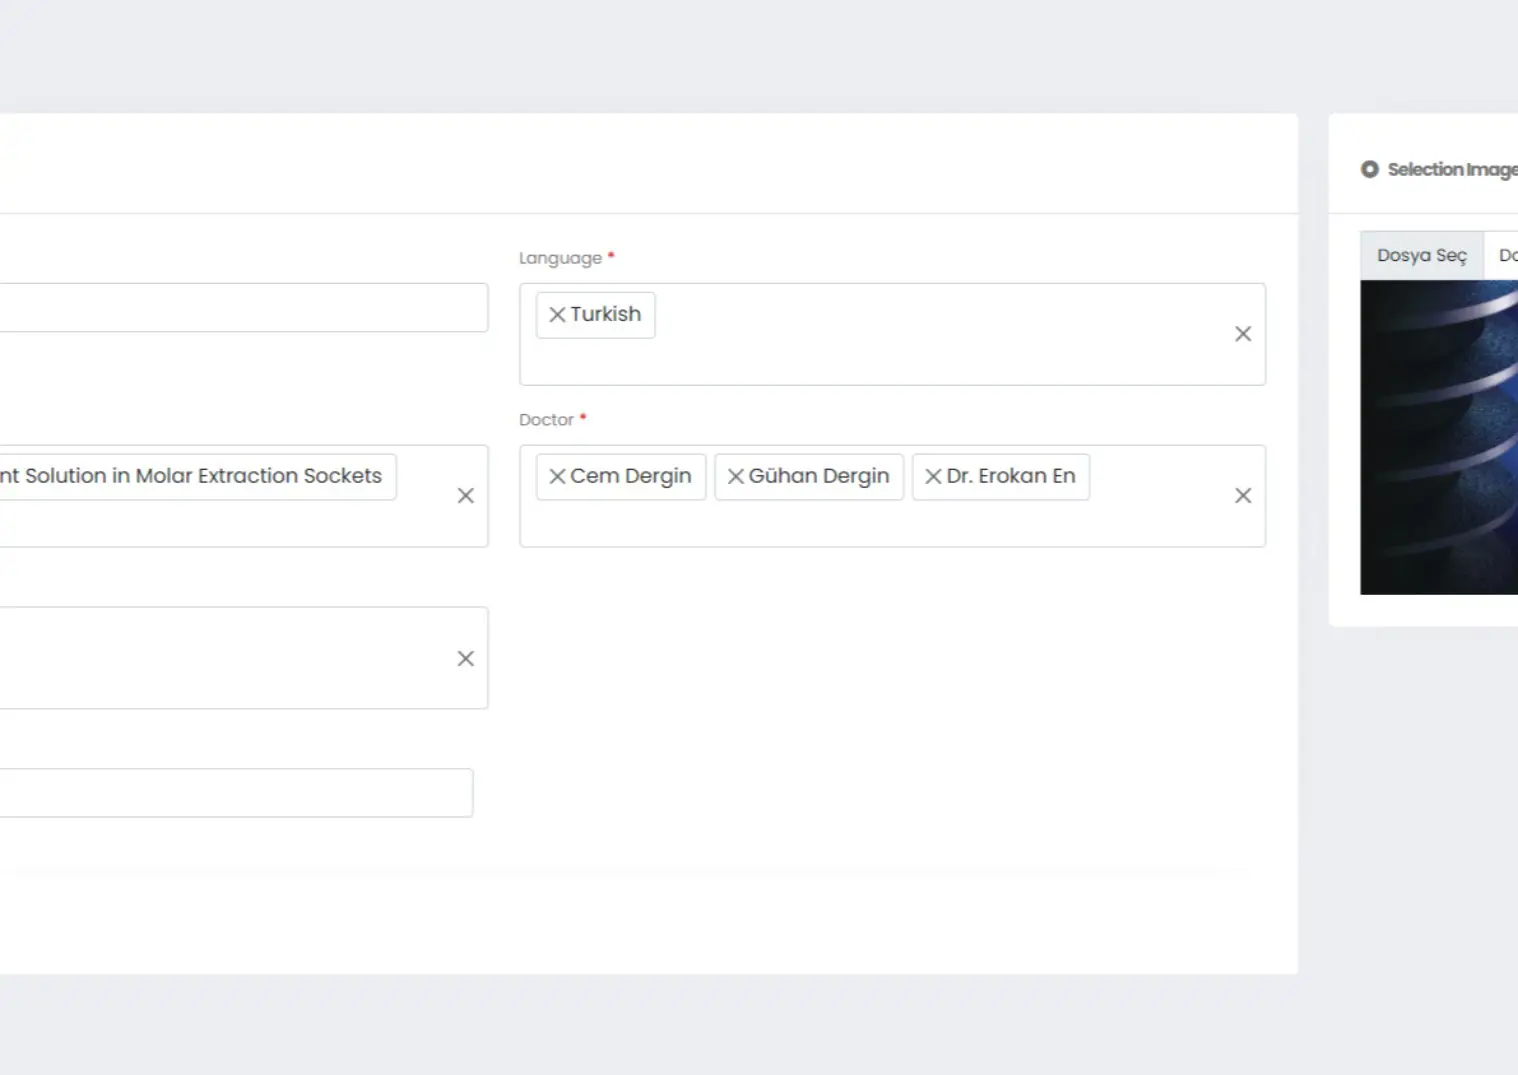 Selection Image
Language *
Dosya Seç
Turkish
Doctor *
nt Solution in Molar Extraction Sockets
Cem Dergin
Gühan Dergin
Dr. Erokan En